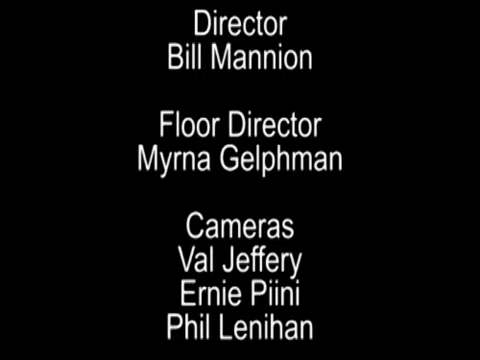 Director
Bill Mannion
Floor Director
Myrna Gelphman
Cameras
Val Jeffery
Ernie Piini
Phil Lenihan